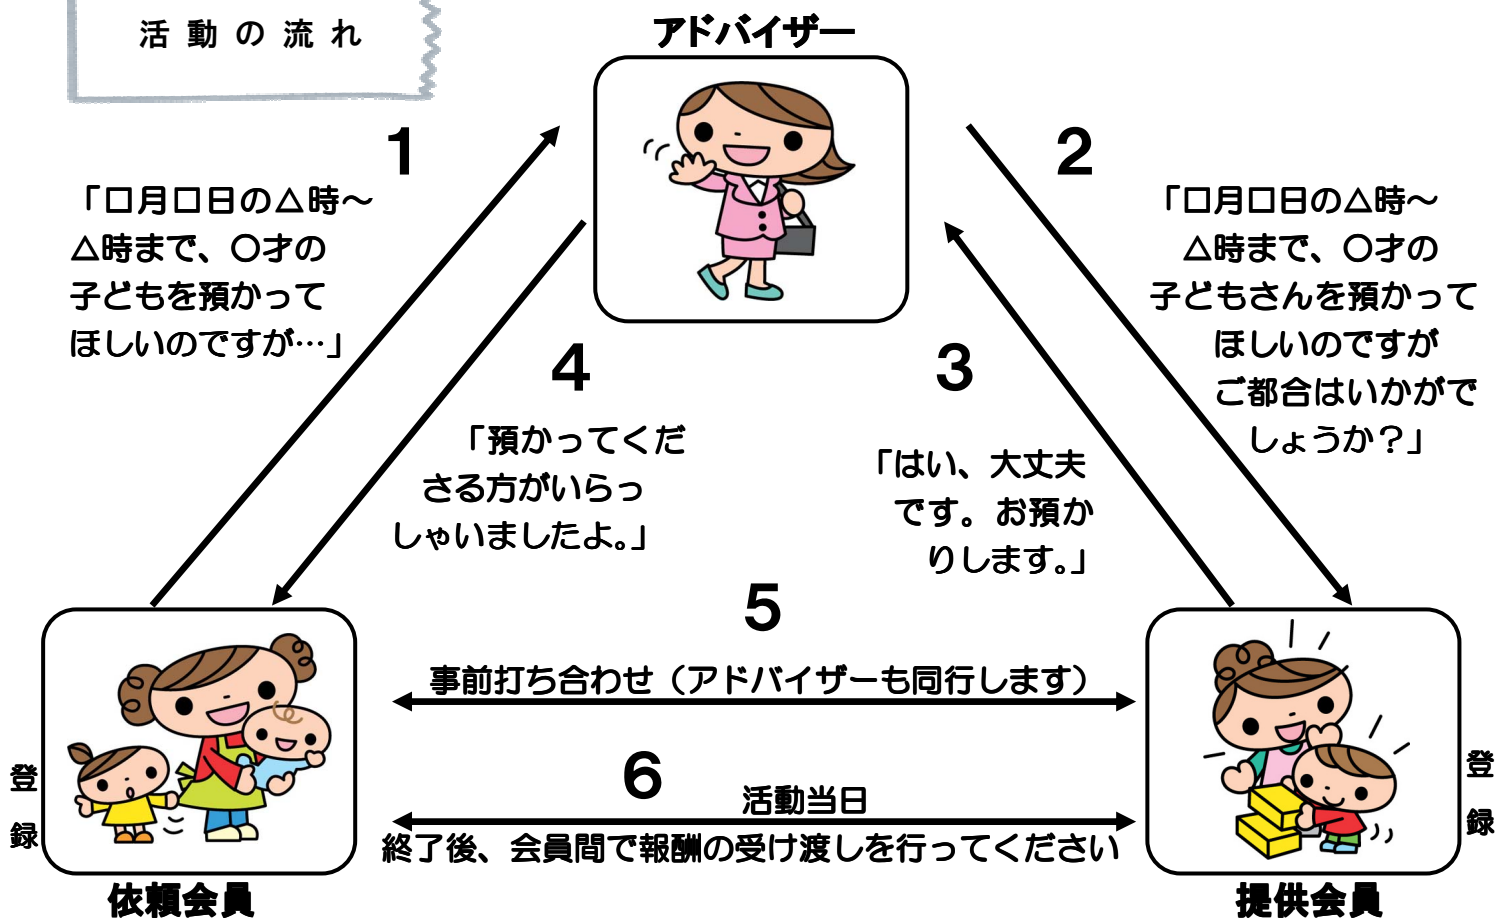 活動の流れ
アドバイザー
1
「□月□日の△時～
△時まで、○才の
子どもを預かって
ほしいのですが…」
2
「□月□日の△時～
△時まで、○才の
子どもさんを預かって
ほしいのですが
ご都合はいかがで
しょうか？」
3
「はい、大丈夫
です。お預か
りします。」
4
「預かってくだ
さる方がいらっ
しゃいましたよ。」
5
事前打ち合わせ（アドバイザーも同行します）
6
活動当日
終了後、会員間で報酬の受け渡しを行ってください
登録
依頼会員
登録
提供会員